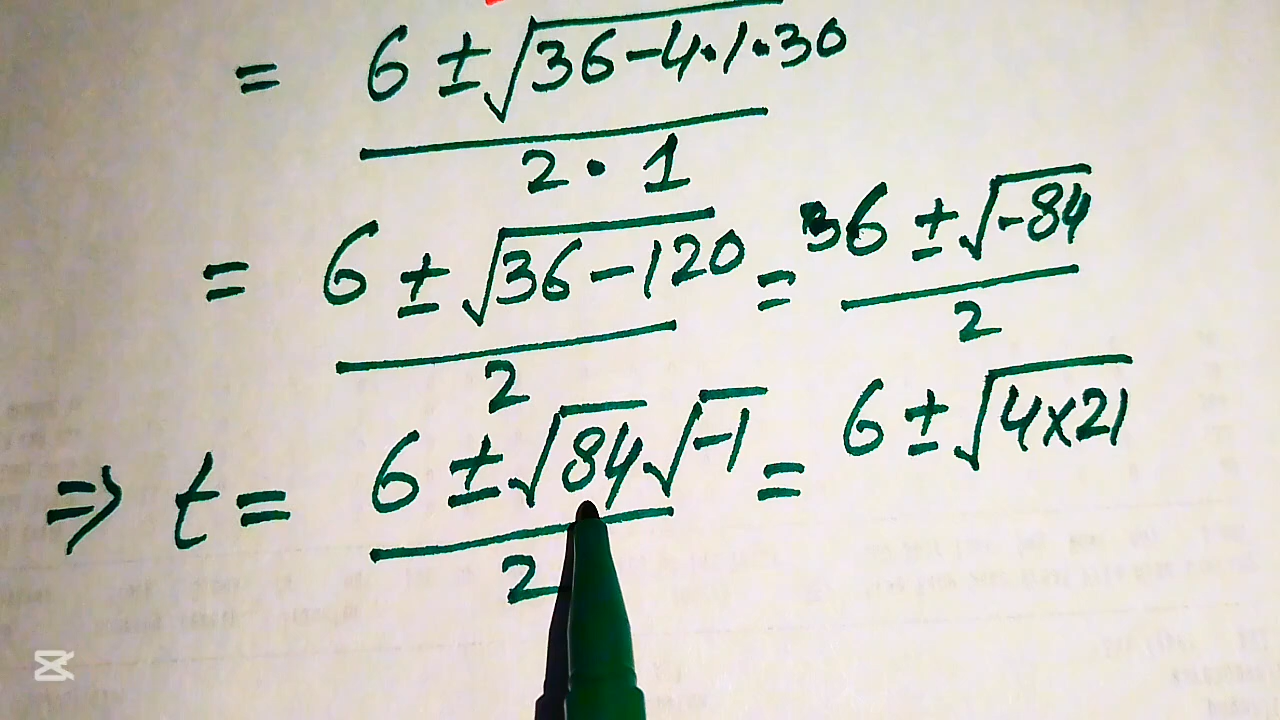 = 6 ± √36-4·1·30
2 · 1
= 6 ± √36-120 = 36 ± √-84
2 2
⇒ t = 6 ± √84 √-1 = 6 ± √4×21
2